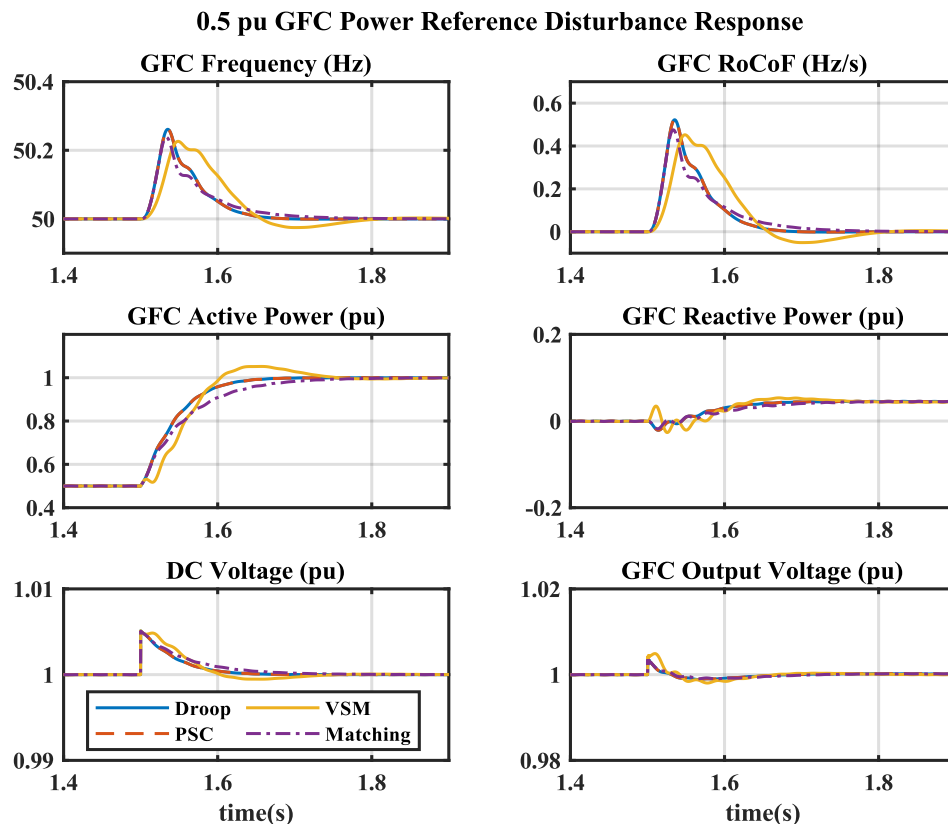 0.5 pu GFC Power Reference Disturbance Response
GFC Frequency (Hz)
50.4
50.2
50
1.4 1.6 1.8
GFC RoCoF (Hz/s)
0.6
0.4
0.2
0
1.4 1.6 1.8
GFC Active Power (pu)
1
0.8
0.6
0.4
1.4 1.6 1.8
GFC Reactive Power (pu)
0.2
0
-0.2
1.4 1.6 1.8
DC Voltage (pu)
1.01
1
0.99
Droop VSM
PSC Matching
1.4 1.6 1.8
time(s)
GFC Output Voltage (pu)
1.02
1
0.98
1.4 1.6 1.8
time(s)